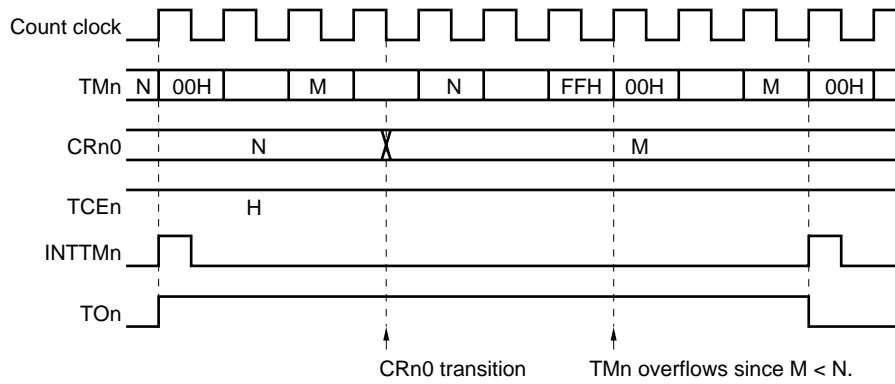 Count clock
TMn N 00H M N FFH 00H M 00H
CRn0 N M
TCEn H
INTTMn
TOn
CRn0 transition TMn overflows since M < N.